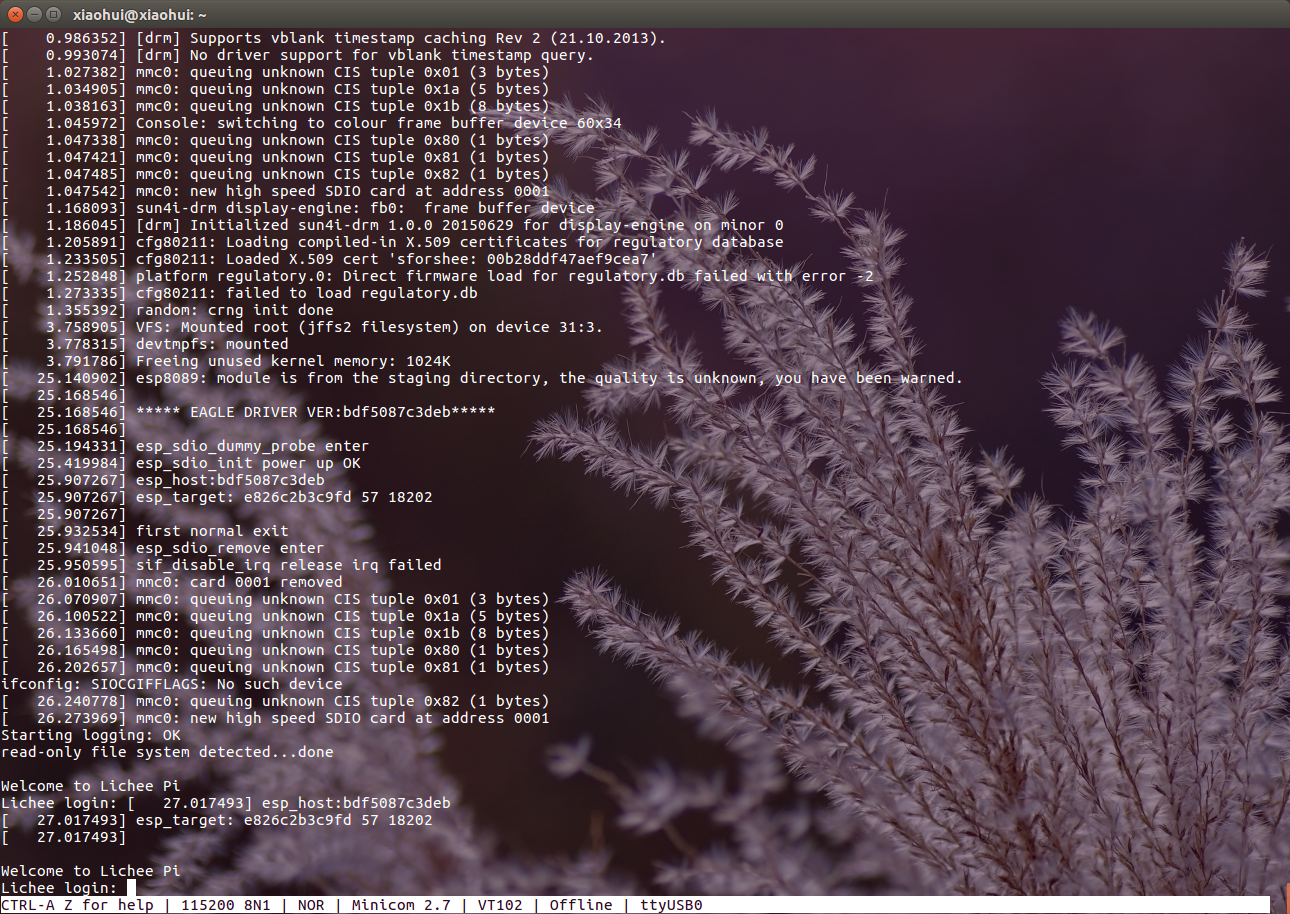 xiaohui@xiaohui: ~
[    0.986352] [drm] Supports vblank timestamp caching Rev 2 (21.10.2013).
[    0.993074] [drm] No driver support for vblank timestamp query.
[    1.027382] mmc0: queuing unknown CIS tuple 0x01 (3 bytes)
[    1.034905] mmc0: queuing unknown CIS tuple 0x1a (5 bytes)
[    1.038163] mmc0: queuing unknown CIS tuple 0x1b (8 bytes)
[    1.045972] Console: switching to colour frame buffer device 60x34
[    1.047338] mmc0: queuing unknown CIS tuple 0x80 (1 bytes)
[    1.047421] mmc0: queuing unknown CIS tuple 0x81 (1 bytes)
[    1.047485] mmc0: queuing unknown CIS tuple 0x82 (1 bytes)
[    1.047542] mmc0: new high speed SDIO card at address 0001
[    1.168093] sun4i-drm display-engine: fb0:  frame buffer device
[    1.186045] [drm] Initialized sun4i-drm 1.0.0 20150629 for display-engine on minor 0
[    1.205891] cfg80211: Loading compiled-in X.509 certificates for regulatory database
[    1.233505] cfg80211: Loaded X.509 cert 'sforshee: 00b28ddf47aef9cea7'
[    1.252848] platform regulatory.0: Direct firmware load for regulatory.db failed with error -2
[    1.273335] cfg80211: failed to load regulatory.db
[    1.355392] random: crng init done
[    3.758905] VFS: Mounted root (jffs2 filesystem) on device 31:3.
[    3.778315] devtmpfs: mounted
[    3.791786] Freeing unused kernel memory: 1024K
[   25.140902] esp8089: module is from the staging directory, the quality is unknown, you have been warned.
[   25.168546]
[   25.168546] ***** EAGLE DRIVER VER:bdf5087c3deb*****
[   25.168546]
[   25.194331] esp_sdio_dummy_probe enter
[   25.419984] esp_sdio_init power up OK
[   25.907267] esp_host:bdf5087c3deb
[   25.907267] esp_target: e826c2b3c9fd 57 18202
[   25.907267]
[   25.932534] first normal exit
[   25.941048] esp_sdio_remove enter
[   25.950595] sif_disable_irq release irq failed
[   26.010651] mmc0: card 0001 removed
[   26.070907] mmc0: queuing unknown CIS tuple 0x01 (3 bytes)
[   26.100522] mmc0: queuing unknown CIS tuple 0x1a (5 bytes)
[   26.133660] mmc0: queuing unknown CIS tuple 0x1b (8 bytes)
[   26.165498] mmc0: queuing unknown CIS tuple 0x80 (1 bytes)
[   26.202657] mmc0: queuing unknown CIS tuple 0x81 (1 bytes)
ifconfig: SIOCGIFFLAGS: No such device
[   26.240778] mmc0: queuing unknown CIS tuple 0x82 (1 bytes)
[   26.273969] mmc0: new high speed SDIO card at address 0001
Starting logging: OK
read-only file system detected...done
Welcome to Lichee Pi
Lichee login: [   27.017493] esp_host:bdf5087c3deb
[   27.017493] esp_target: e826c2b3c9fd 57 18202
[   27.017493]
Welcome to Lichee Pi
Lichee login:
CTRL-A Z for help | 115200 8N1 | NOR | Minicom 2.7 | VT102 | Offline | ttyUSB0